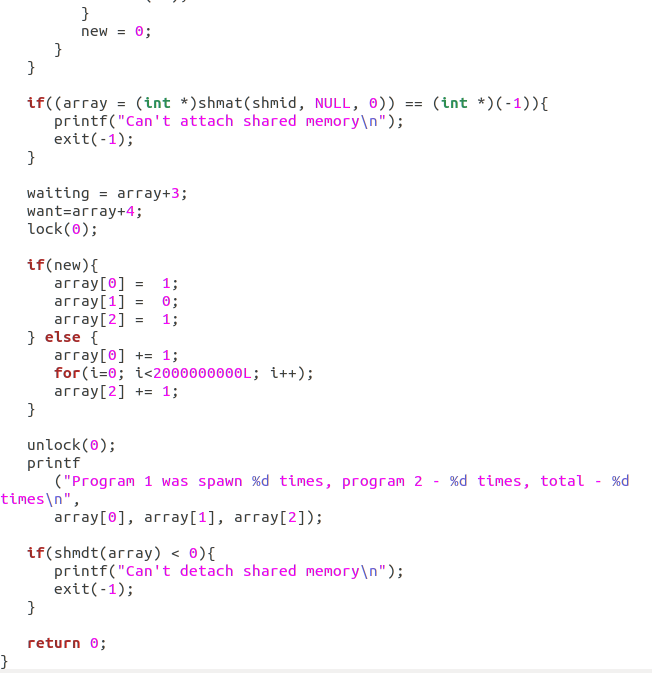 }
new = 0;
}
}
if((array = (int *)shmat(shmid, NULL, 0)) == (int *)(-1)){
printf("Can't attach shared memory\n");
exit(-1);
}
waiting = array+3;
want=array+4;
lock(0);
if(new){
array[0] =  1;
array[1] =  0;
array[2] =  1;
} else {
array[0] += 1;
for(i=0; i<2000000000L; i++);
array[2] += 1;
}
unlock(0);
printf
("Program 1 was spawn %d times, program 2 - %d times, total - %d
times\n",
array[0], array[1], array[2]);
if(shmdt(array) < 0){
printf("Can't detach shared memory\n");
exit(-1);
}
return 0;
}